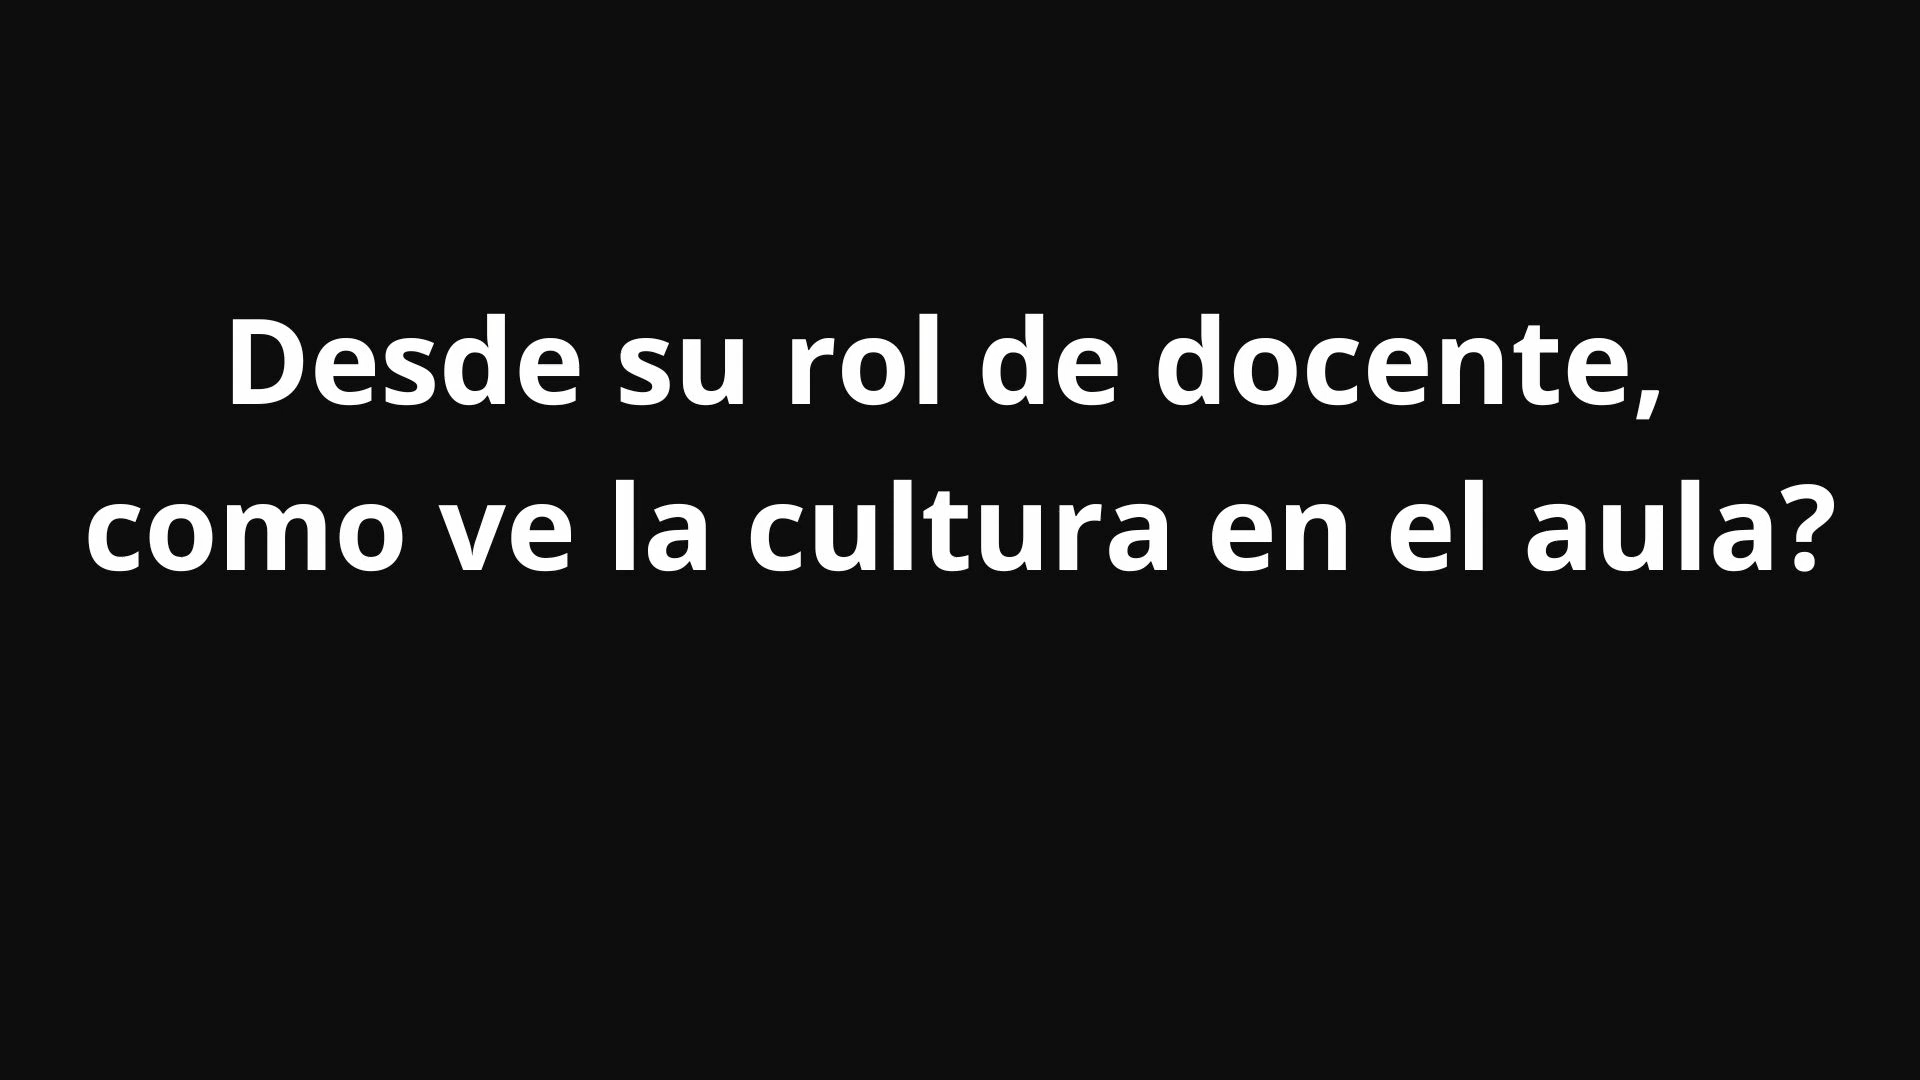 Desde su rol de docente,
como ve la cultura en el aula?